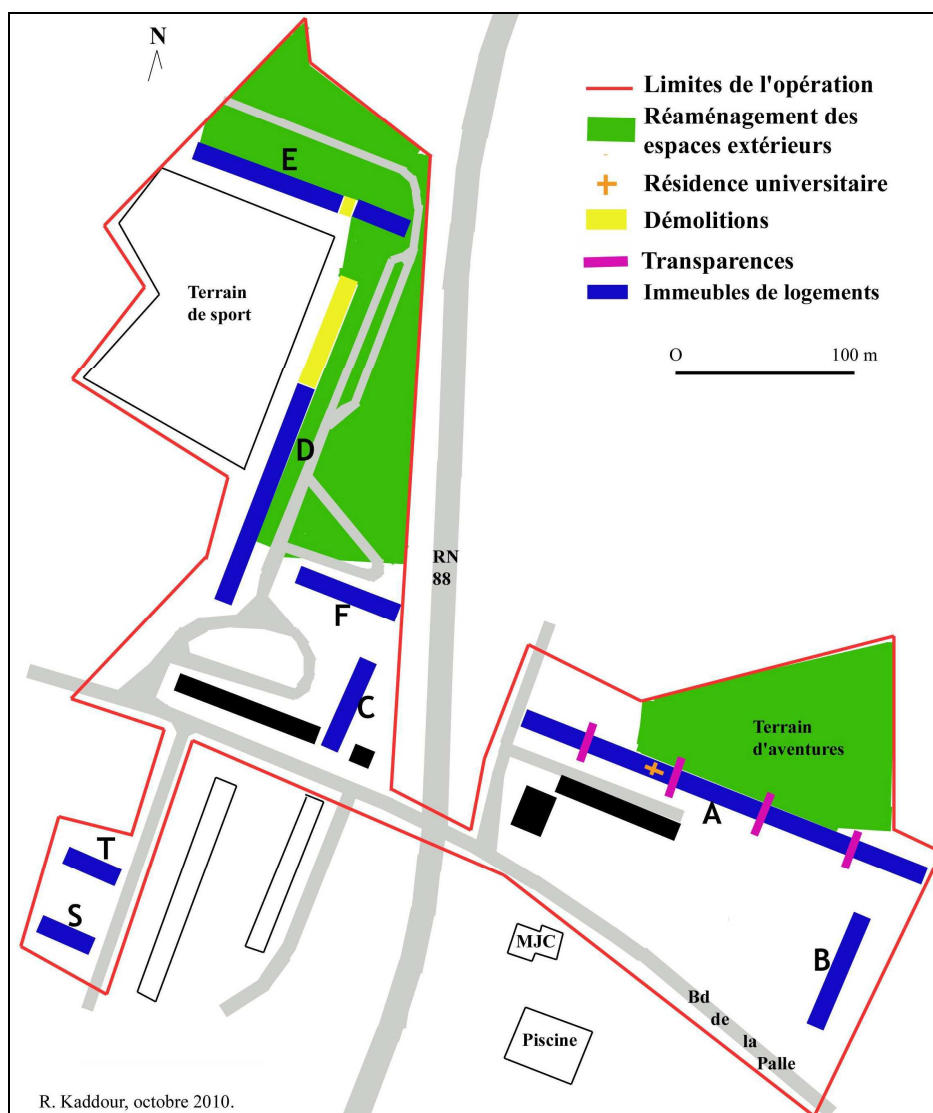 N
Limites de l'opération
Réaménagement des
espaces extérieurs
Résidence universitaire
Démolitions
Transparences
Immeubles de logements
O 100 m
E
Terrain
de sport
D
RN
88
F
C
Terrain
d'aventures
A
T
S
B
MJC
Piscine
Bd
de
la
Palle
R. Kaddour, octobre 2010.